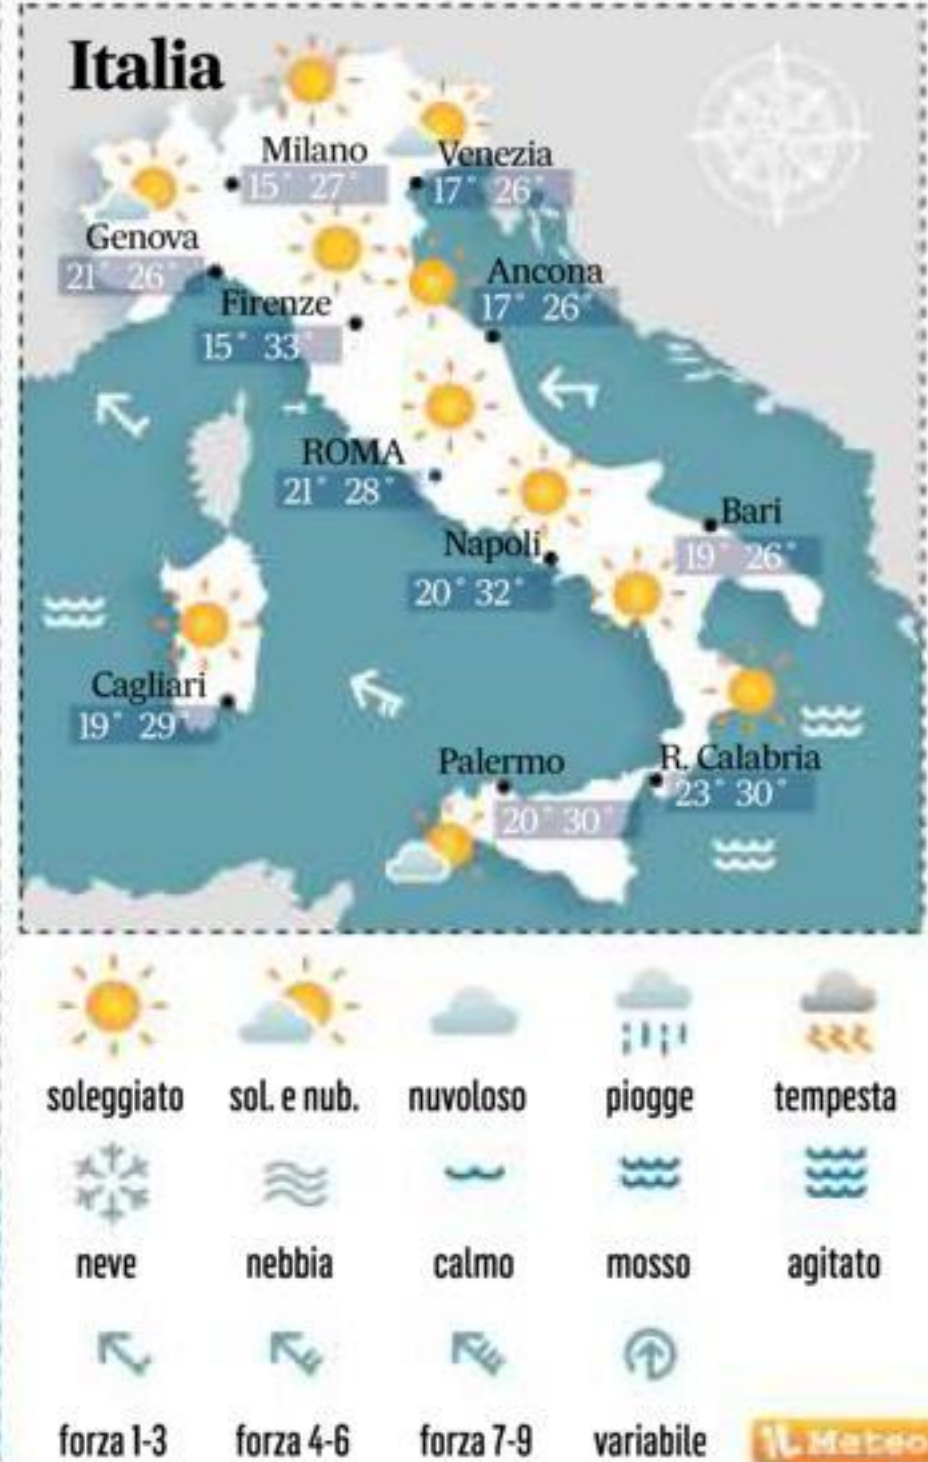 Italia
Milano
15° 27°
Venezia
17° 26°
Genova
21° 26°
Ancona
17° 26°
Firenze
15° 33°
ROMA
21° 28°
Bari
19° 26°
Napoli
20° 32°
Cagliari
19° 29°
Palermo
20° 30°
R. Calabria
23° 30°
soleggiato
sol. e nub.
nuvoloso
piogge
tempesta
neve
nebbia
calmo
mosso
agitato
forza 1-3
forza 4-6
forza 7-9
variabile
iL Meteo